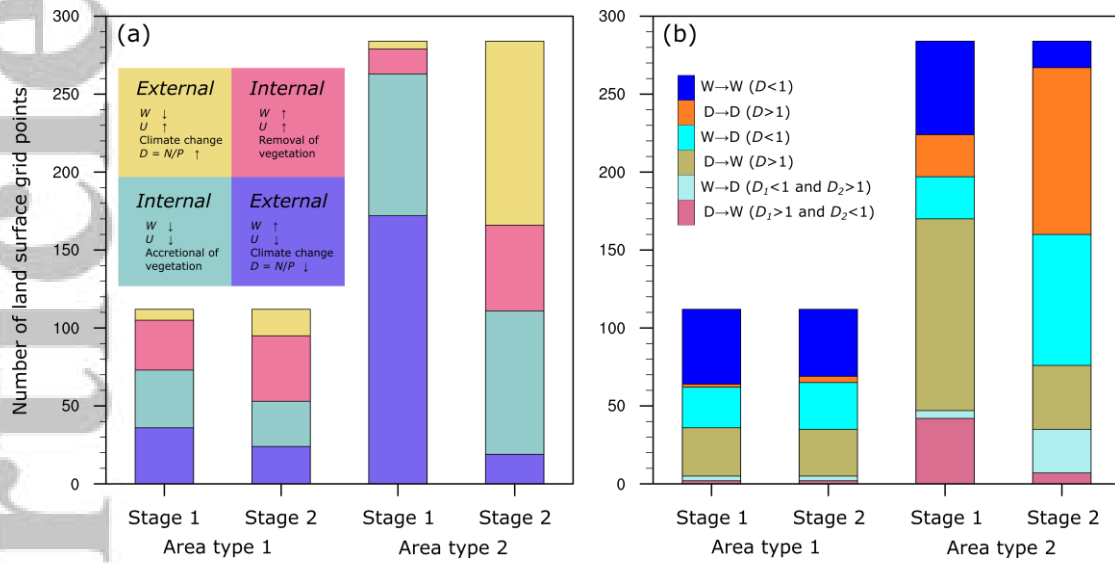 Number of land surface grid points
300
250
200
150
100
50
0
(a)
External
W ↓
U ↑
Climate change
D = N/P ↑
Internal
W ↑
U ↑
Removal of
vegetation
Internal
W ↓
U ↓
Accretional of
vegetation
External
W ↑
U ↓
Climate change
D = N/P ↓
Stage 1
Stage 2
Stage 1
Stage 2
Area type 1
Area type 2
300
250
200
150
100
50
0
(b)
W→W (D<1)
D→D (D>1)
W→D (D<1)
D→W (D>1)
W→D (D₁<1 and D₂>1)
D→W (D₁>1 and D₂<1)
Stage 1
Stage 2
Stage 1
Stage 2
Area type 1
Area type 2